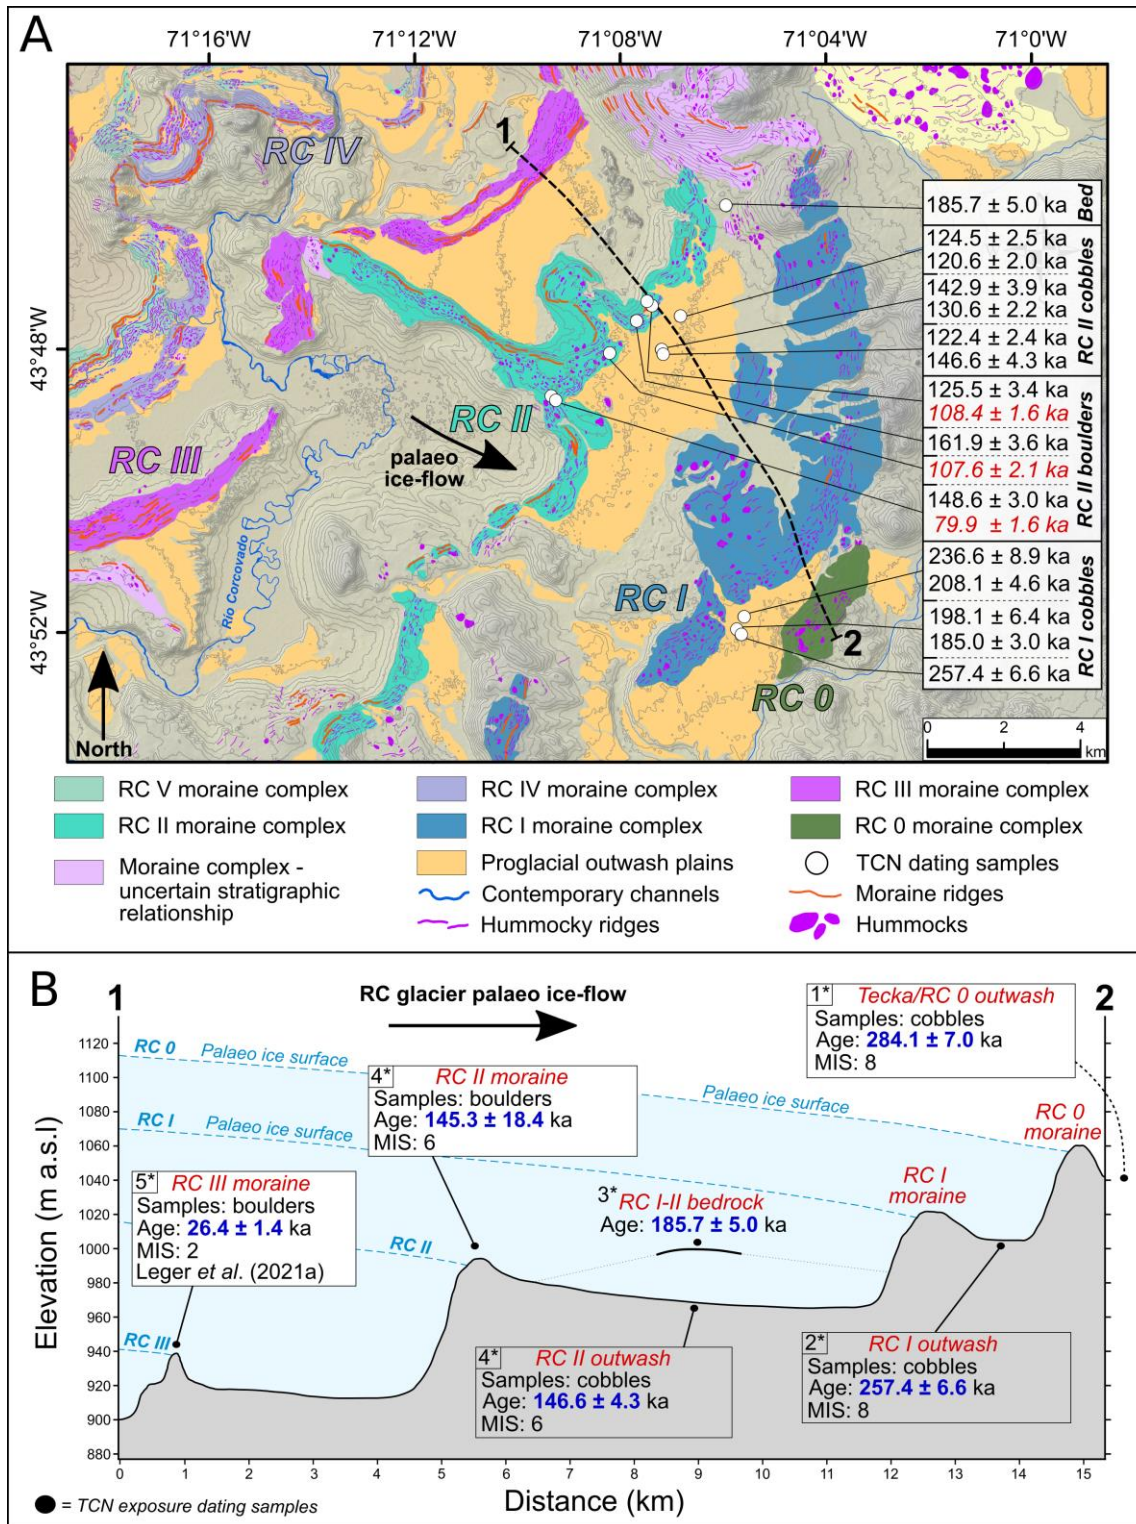 A
71°16'W 71°12'W 71°08'W 71°04'W 71°0'W
43°48'W
43°52'W
1
RC IV
RC II
palaeo
ice-flow
RC III
Río Corcovado
RC I
2
RC 0
North
185.7 ± 5.0 ka
Bed
124.5 ± 2.5 ka
120.6 ± 2.0 ka
142.9 ± 3.9 ka
130.6 ± 2.2 ka
122.4 ± 2.4 ka
146.6 ± 4.3 ka
RC II cobbles
125.5 ± 3.4 ka
108.4 ± 1.6 ka
161.9 ± 3.6 ka
107.6 ± 2.1 ka
148.6 ± 3.0 ka
79.9 ± 1.6 ka
RC II boulders
236.6 ± 8.9 ka
208.1 ± 4.6 ka
198.1 ± 6.4 ka
185.0 ± 3.0 ka
257.4 ± 6.6 ka
RC I cobbles
0 2 4
km
RC V moraine complex
RC IV moraine complex
RC III moraine complex
RC II moraine complex
RC I moraine complex
RC 0 moraine complex
Moraine complex -
uncertain stratigraphic
relationship
Proglacial outwash plains
TCN dating samples
Contemporary channels
Moraine ridges
Hummocky ridges
Hummocks
B
1
RC glacier palaeo ice-flow
2
1* Tecka/RC 0 outwash
Samples: cobbles
Age: 284.1 ± 7.0 ka
MIS: 8
RC 0 Palaeo ice surface
4* RC II moraine
Samples: boulders
Age: 145.3 ± 18.4 ka
MIS: 6
Palaeo ice surface
RC 0
moraine
RC I Palaeo ice surface
5* RC III moraine
Samples: boulders
Age: 26.4 ± 1.4 ka
MIS: 2
Leger et al. (2021a)
RC I
moraine
3* RC I-II bedrock
Age: 185.7 ± 5.0 ka
RC II
RC III
4* RC II outwash
Samples: cobbles
Age: 146.6 ± 4.3 ka
MIS: 6
2* RC I outwash
Samples: cobbles
Age: 257.4 ± 6.6 ka
MIS: 8
Elevation (m a.s.l)
1120
1100
1080
1060
1040
1020
1000
980
960
940
920
900
880
0 1 2 3 4 5 6 7 8 9 10 11 12 13 14 15
Distance (km)
= TCN exposure dating samples